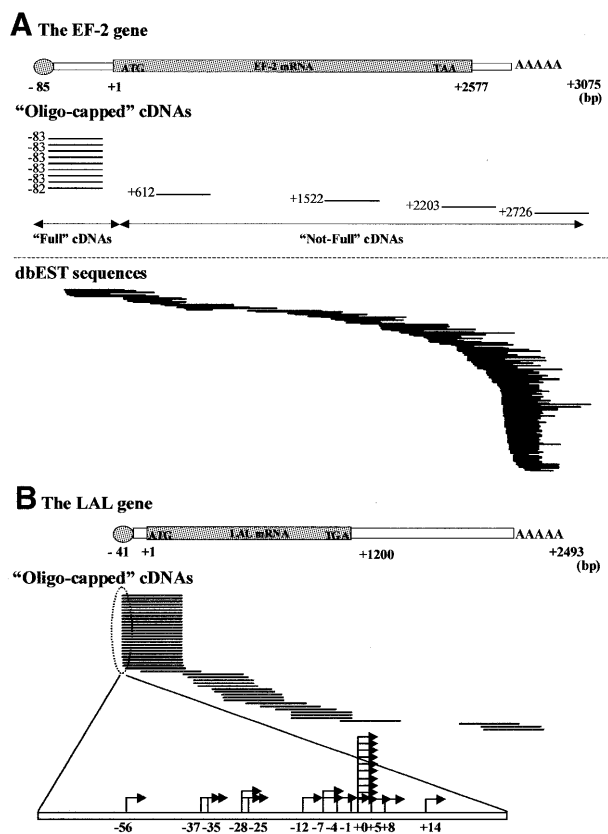 A The EF-2 gene
ATG EF-2 mRNA TAA AAAAA
- 85 +1 +2577 +3075
(bp)
"Oligo-capped" cDNAs
-83
-83
-83
-83
-83
-82
+612 +1522 +2203 +2726
"Full" cDNAs "Not-Full" cDNAs
dbEST sequences
B The LAL gene
ATG LAL mRNA TGA AAAAA
- 41 +1 +1200 +2493
(bp)
"Oligo-capped" cDNAs
-56 -37 -35 -28 -25 -12 -7 -4 -1 +0 +5 +8 +14